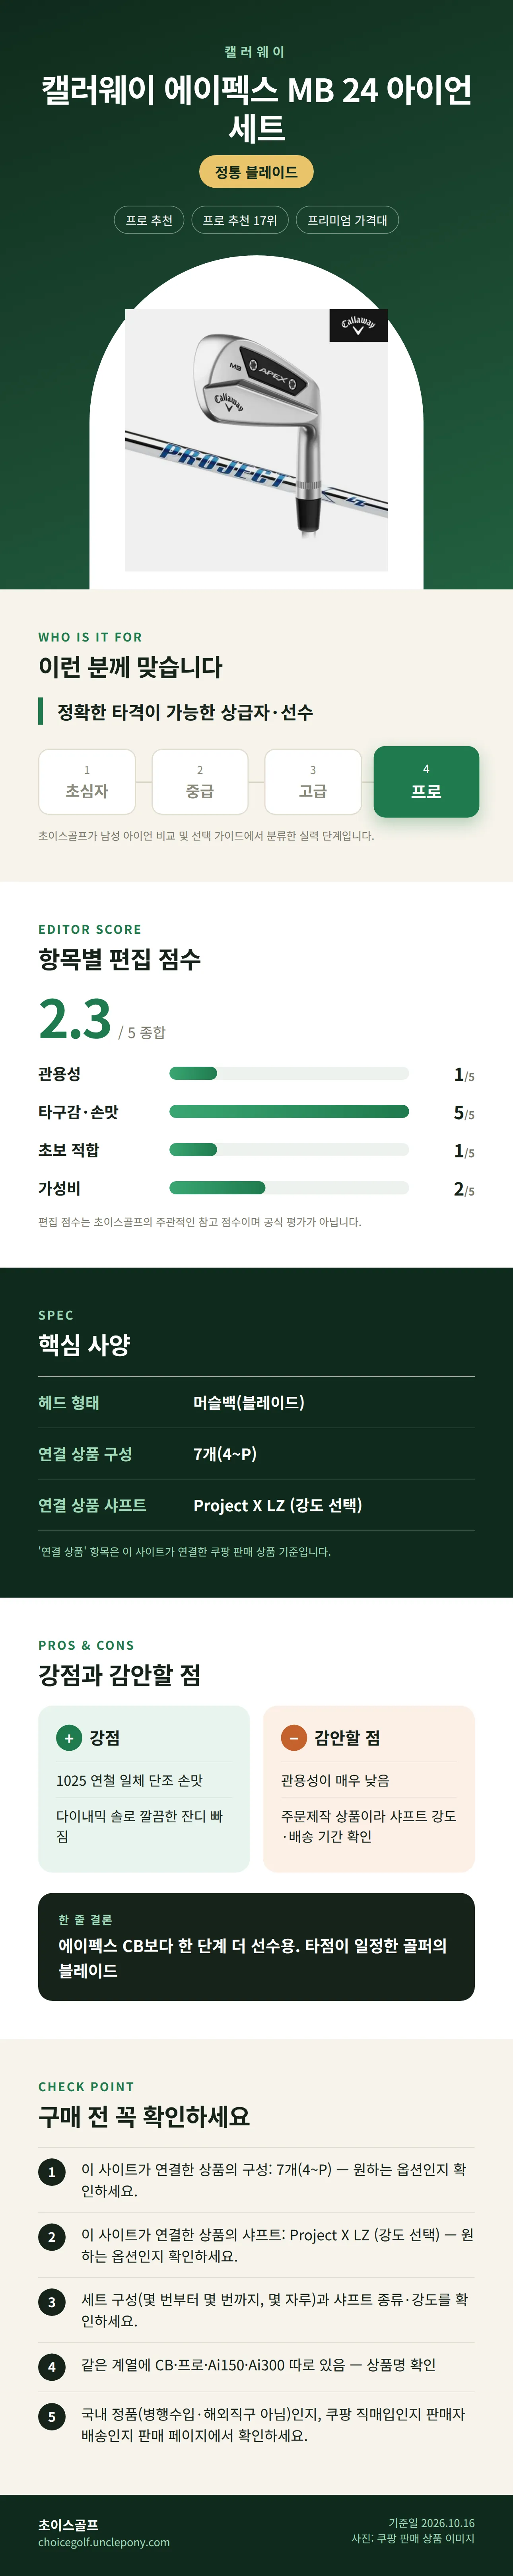 캘러웨이
캘러웨이 에이펙스 MB 24 아이언
세트
정통 블레이드
프로 추천
프로 추천 17위
프리미엄 가격대
Callaway
MB
APEX
Callaway
PROJECT
WHO IS IT FOR
이런 분께 맞습니다
정확한 타격이 가능한 상급자·선수
1
초심자
2
중급
3
고급
4
프로
초이스골프가 남성 아이언 비교 및 선택 가이드에서 분류한 실력 단계입니다.
EDITOR SCORE
항목별 편집 점수
2.3 / 5 종합
관용성 1/5
타구감·손맛 5/5
초보 적합 1/5
가성비 2/5
편집 점수는 초이스골프의 주관적인 참고 점수이며 공식 평가가 아닙니다.
SPEC
핵심 사양
헤드 형태 머슬백(블레이드)
연결 상품 구성 7개(4~P)
연결 상품 샤프트 Project X LZ (강도 선택)
'연결 상품' 항목은 이 사이트가 연결한 쿠팡 판매 상품 기준입니다.
PROS & CONS
강점과 감안할 점
+ 강점
1025 연철 일체 단조 손맛
다이내믹 솔로 깔끔한 잔디 빠
짐
− 감안할 점
관용성이 매우 낮음
주문제작 상품이라 샤프트 강도
·배송 기간 확인
한 줄 결론
에이펙스 CB보다 한 단계 더 선수용. 타점이 일정한 골퍼의
블레이드
CHECK POINT
구매 전 꼭 확인하세요
1 이 사이트가 연결한 상품의 구성: 7개(4~P) — 원하는 옵션인지 확
인하세요.
2 이 사이트가 연결한 상품의 샤프트: Project X LZ (강도 선택) — 원
하는 옵션인지 확인하세요.
3 세트 구성(몇 번부터 몇 번까지, 몇 자루)과 샤프트 종류·강도를 확
인하세요.
4 같은 계열에 CB·프로·Ai150·Ai300 따로 있음 — 상품명 확인
5 국내 정품(병행수입·해외직구 아님)인지, 쿠팡 직매입인지 판매자
배송인지 판매 페이지에서 확인하세요.
초이스골프
choicegolf.unclepony.com
기준일 2026.10.16
사진: 쿠팡 판매 상품 이미지